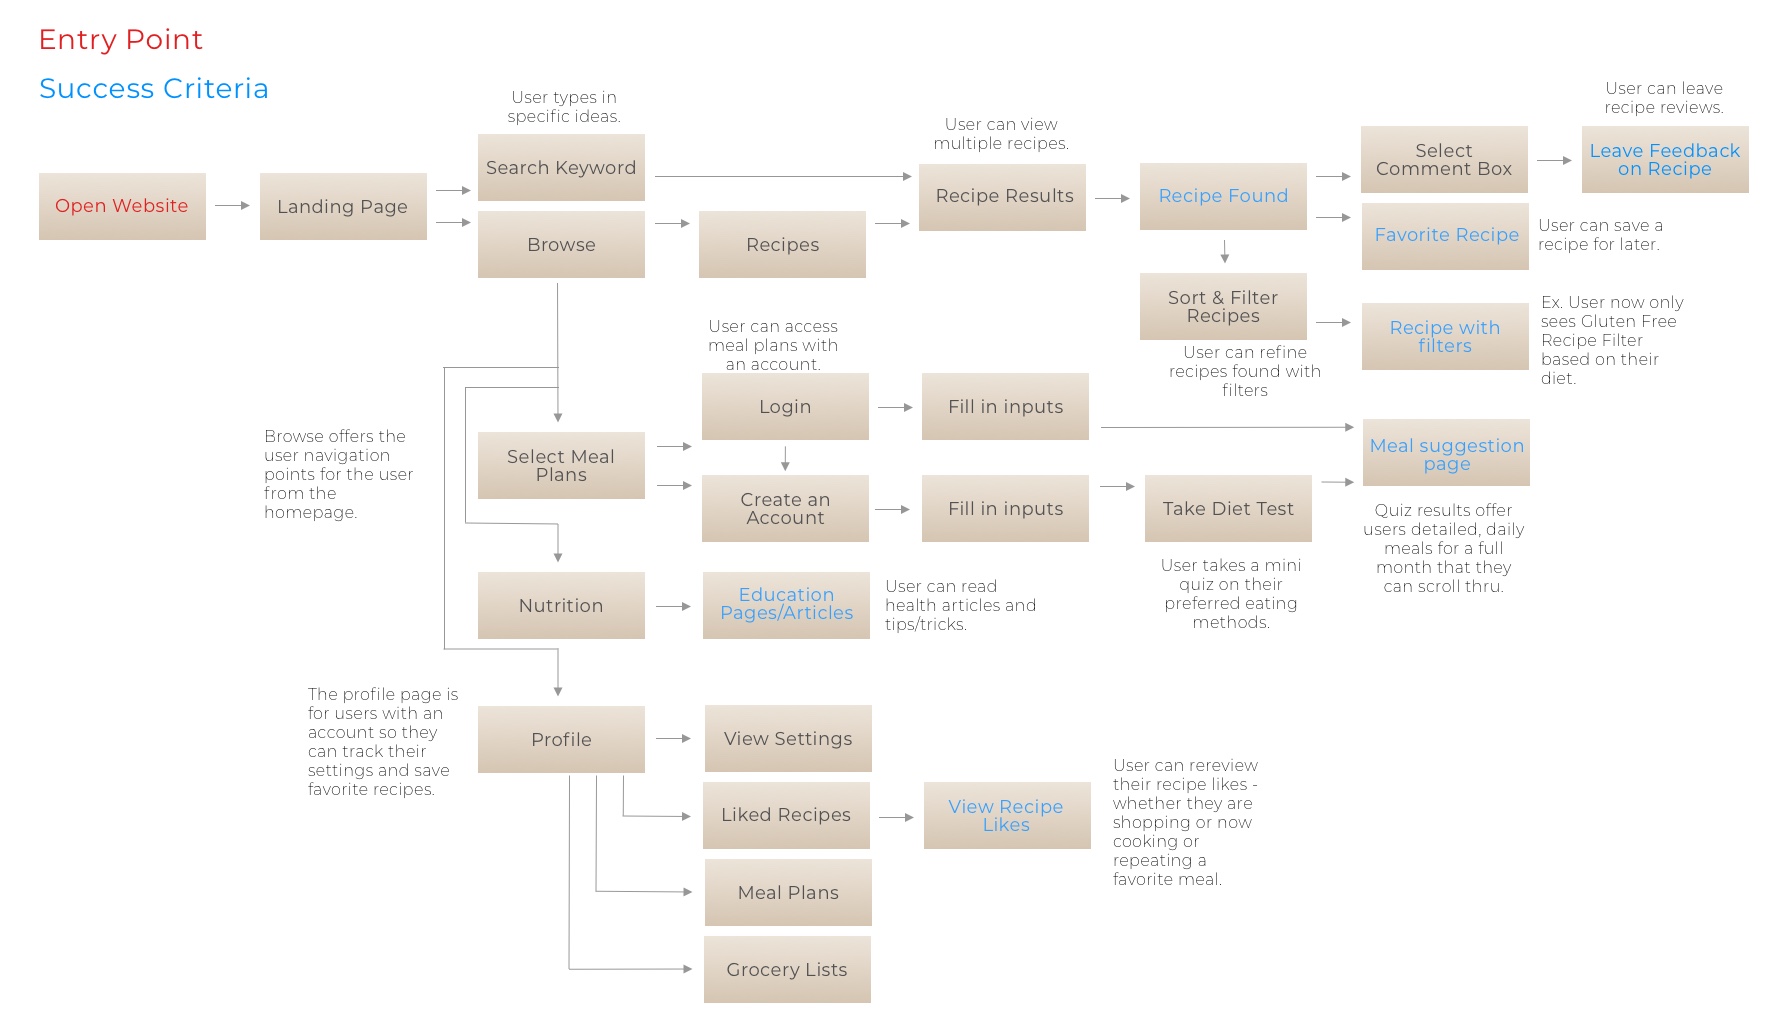 Entry Point
Success Criteria
User types in
specific ideas.
Search Keyword
Open Website
Landing Page
Browse
Recipes
User can view
multiple recipes.
Recipe Results
Recipe Found
Select
Comment Box
User can leave
recipe reviews.
Leave Feedback
on Recipe
Favorite Recipe
User can save a
recipe for later.
Sort & Filter
Recipes
User can refine
recipes found with
filters
Recipe with
filters
Ex. User now only
sees Gluten Free
Recipe Filter
based on their
diet.
Browse offers the
user navigation
points for the user
from the
homepage.
Select Meal
Plans
User can access
meal plans with
an account.
Login
Fill in inputs
Meal suggestion
page
Create an
Account
Fill in inputs
Take Diet Test
User takes a mini
quiz on their
preferred eating
methods.
Quiz results offer
users detailed, daily
meals for a full
month that they
can scroll thru.
Nutrition
Education
Pages/Articles
User can read
health articles and
tips/tricks.
The profile page is
for users with an
account so they
can track their
settings and save
favorite recipes.
Profile
View Settings
Liked Recipes
View Recipe
Likes
User can rereview
their recipe likes -
whether they are
shopping or now
cooking or
repeating a
favorite meal.
Meal Plans
Grocery Lists